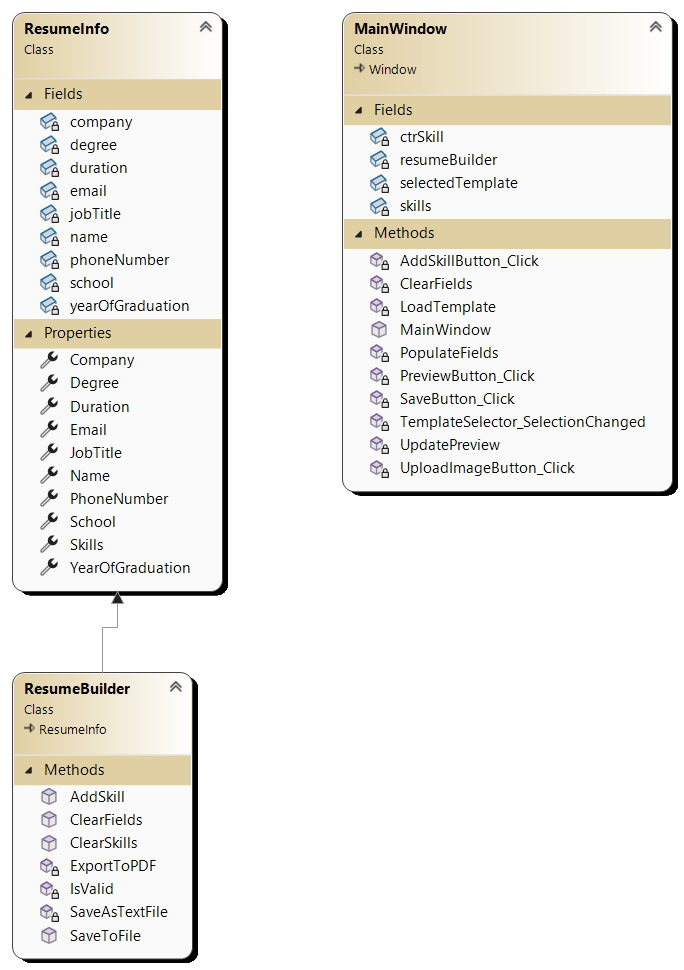 ResumeInfo
Class
Fields
company
degree
duration
email
jobTitle
name
phoneNumber
school
yearOfGraduation
Properties
Company
Degree
Duration
Email
JobTitle
Name
PhoneNumber
School
Skills
YearOfGraduation
MainWindow
Class
Window
Fields
ctrSkill
resumeBuilder
selectedTemplate
skills
Methods
AddSkillButton_Click
ClearFields
LoadTemplate
MainWindow
PopulateFields
PreviewButton_Click
SaveButton_Click
TemplateSelector_SelectionChanged
UpdatePreview
UploadImageButton_Click
ResumeBuilder
Class
ResumeInfo
Methods
AddSkill
ClearFields
ClearSkills
ExportToPDF
IsValid
SaveAsTextFile
SaveToFile